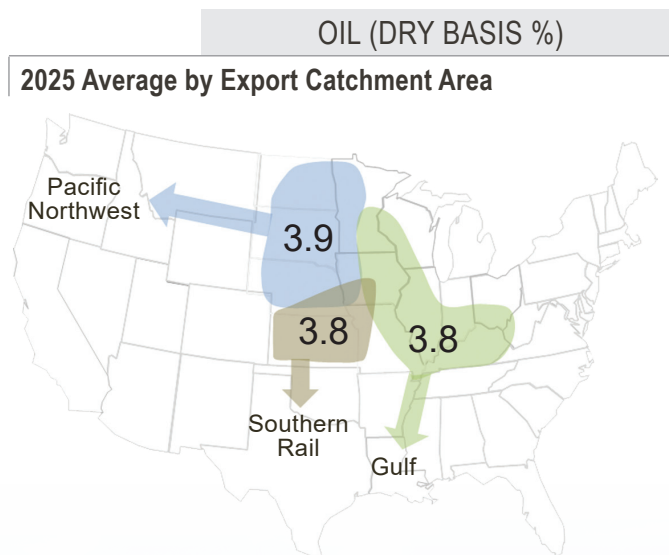 OIL (DRY BASIS %)
2025 Average by Export Catchment Area
Pacific
Northwest
3.9
3.8
3.8
Southern
Rail
Gulf